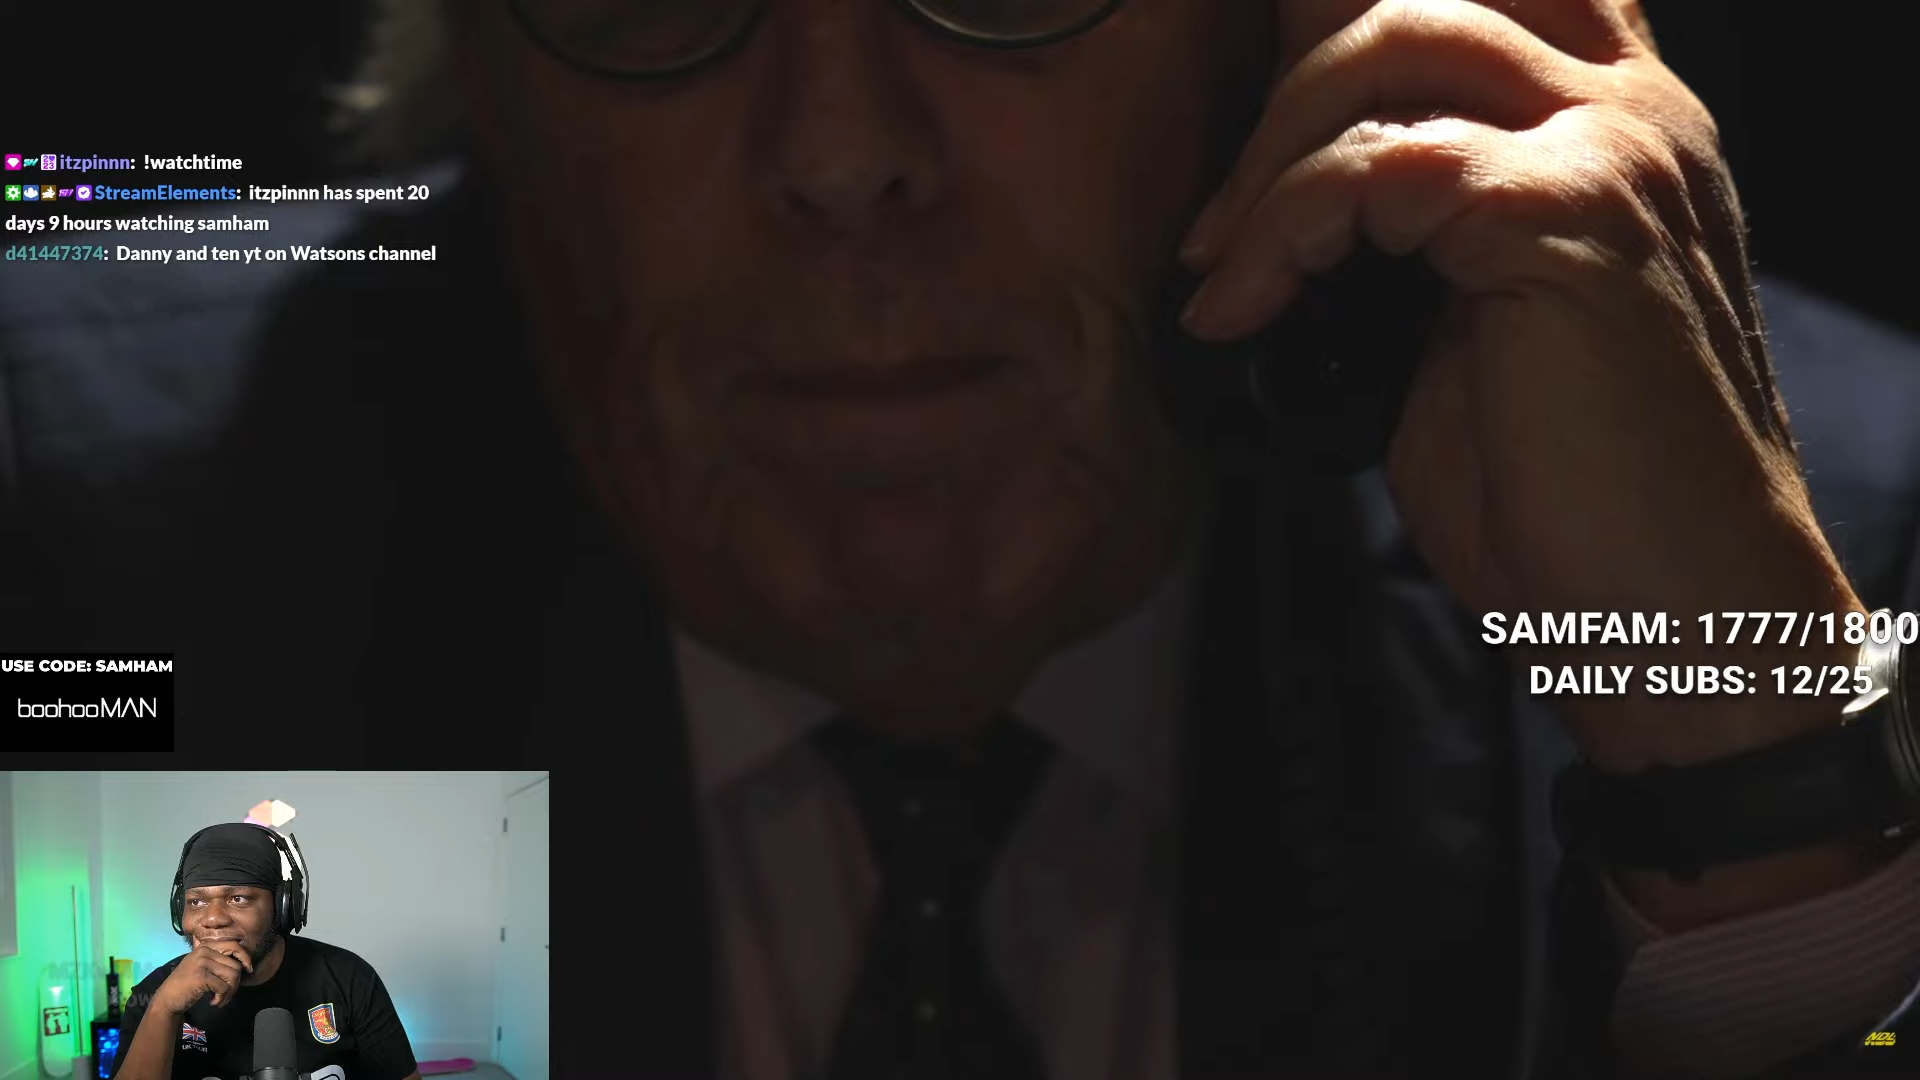 itzpinnn: !watchtime
StreamElements: itzpinnn has spent 20
days 9 hours watching samham
d41447374: Danny and ten yt on Watsons channel
SAMFAM: 1777/1800
DAILY SUBS: 12/25
USE CODE: SAMHAM
boohooMAN
NDL